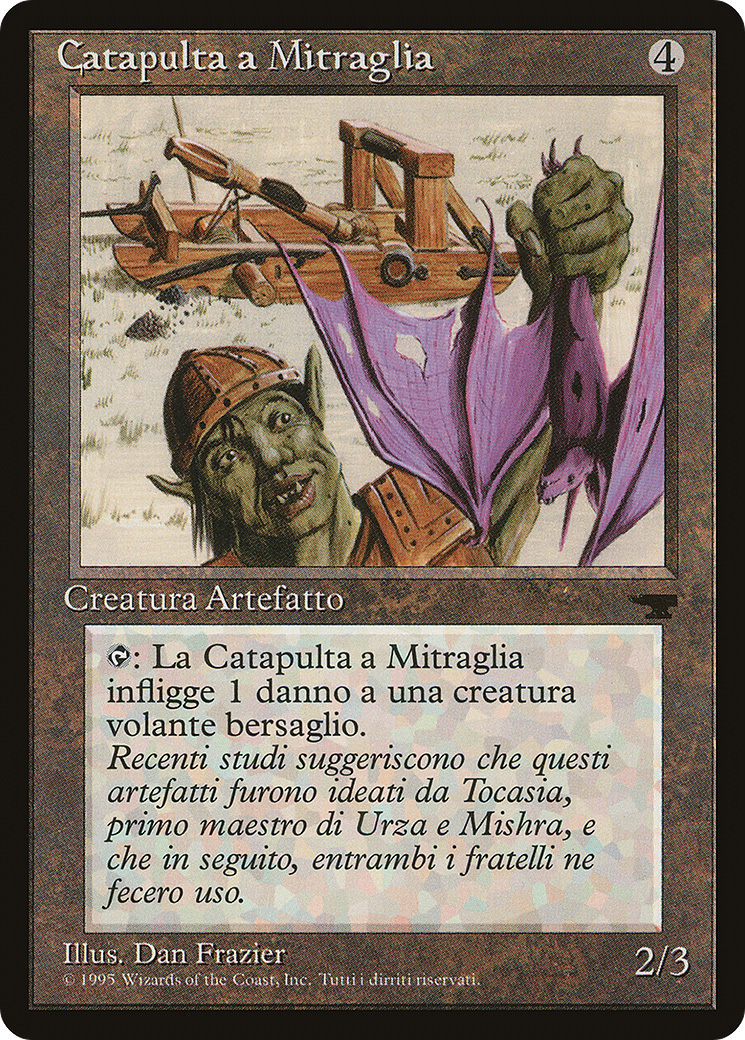 Catapulta a Mitraglia
4
Creatura Artefatto
: La Catapulta a Mitraglia
infligge 1 danno a una creatura
volante bersaglio.
Recenti studi suggeriscono che questi
artefatti furono ideati da Tocasia,
primo maestro di Urza e Mishra, e
che in seguito, entrambi i fratelli ne
fecero uso.
Illus. Dan Frazier
2/3
© 1995 Wizards of the Coast, Inc. Tutti i dirriti riservati.